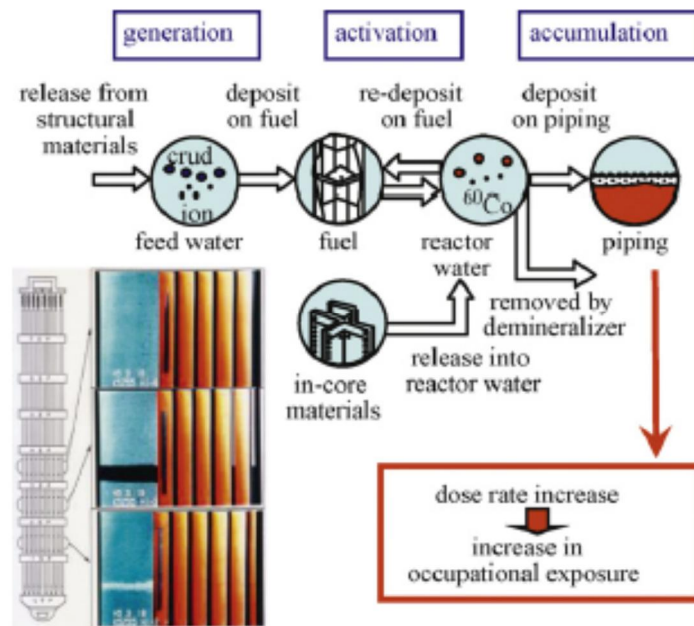 generation
activation
accumulation
release from
structural
materials
deposit
on fuel
re-deposit
on fuel
deposit
on piping
crud
ion
60Co
feed water
fuel
reactor
water
piping
removed by
demineralizer
release into
reactor water
in-core
materials
dose rate increase
increase in
occupational exposure